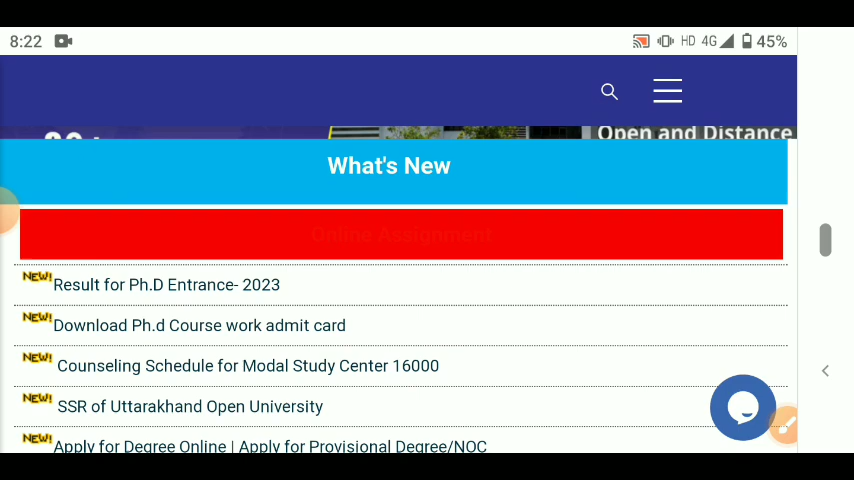 8:22 HD 4G 45%
Open and Distance
What's New
Online Assignment
NEW! Result for Ph.D Entrance- 2023
NEW! Download Ph.d Course work admit card
NEW! Counseling Schedule for Modal Study Center 16000
NEW! SSR of Uttarakhand Open University
NEW! Apply for Degree Online | Apply for Provisional Degree/NOC